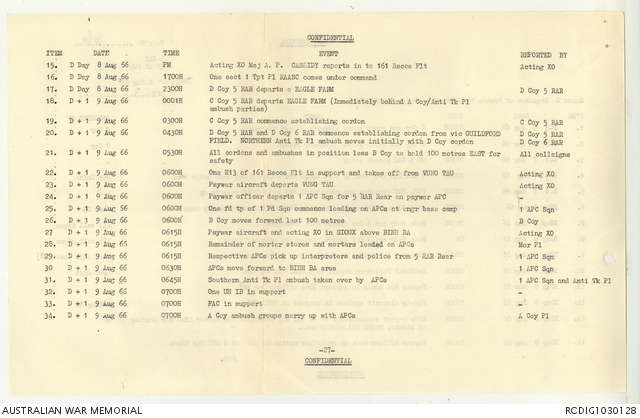 CONFIDENTIAL
ITEM DATE TIME EVENT REPORTED BY
15. D Day 8 Aug 66 PM Acting XO Maj A. P. CASSIDY reports in to 161 Recce Flt Acting XO
16. D Day 8 Aug 66 1700H One sect 1 Tpt Pl RAASC comes under command
17. D Day 8 Aug 66 2300H D Coy 5 RAR departs EAGLE FARM D Coy 5 RAR
18. D + 1 9 Aug 66 0001H C Coy 5 RAR departs EAGLE FARM (Immediately behind A Coy/Anti Tk Pl
ambush parties)
19. D + 1 9 Aug 66 0300H C Coy 5 RAR commence establishing cordon C Coy 5 RAR
20. D + 1 9 Aug 66 0430H D Coy 5 RAR and D Coy 6 RAR commence establishing cordon from vic GUILDFORD D Coy 5 RAR
FIELD. NORTHERN Anti Tk Pl ambush moves initially with D Coy cordon D Coy 6 RAR
21. D + 1 9 Aug 66 0530H All cordons and ambushes in position less B Coy to hold 100 metres EAST for All callsigns
safety
22. D + 1 9 Aug 66 0600H One H13 of 161 Recce Flt in support and takes off from VUNG TAU Acting XO
23. D + 1 9 Aug 66 0600H Paywar aircraft departs VUNG TAU Acting XO
24. D + 1 9 Aug 66 0600H Paywar officer departs 1 APC Sqn for 5 RAR Rear on paywar APC -
25. D + 1 9 Aug 66 0600H One fd tp of 1 Fd Sqn commence loading on APCs at engr base camp 1 APC Sqn
26. D + 1 9 Aug 66 0600H B Coy moves forward last 100 metres B Coy
27 D + 1 9 Aug 66 0615H Paywar aircraft and acting XO in SIOUX above BINH BA Acting XO
28. D + 1 9 Aug 66 0615H Remainder of mortar stores and mortars loaded on APCs Mor Pl
29. D + 1 9 Aug 66 0615H Respective APCs pick up interpreters and police from 5 RAR Rear 1 APC Sqn
30 D + 1 9 Aug 66 0630H APCs move forward to BINH BA area 1 APC Sqn
31. D + 1 9 Aug 66 0645H Southern Anti Tk Pl ambush taken over by APCs 1 APC Sqn and Anti Tk Pl
32. D + 1 9 Aug 66 0700H One UH 1B in support -
33. D + 1 9 Aug 66 0700H FAC in support -
34. D + 1 9 Aug 66 0700H A Coy ambush groups marry up with APCs A Coy Pl
-27-
CONFIDENTIAL
AUSTRALIAN WAR MEMORIAL RCDIG1030128